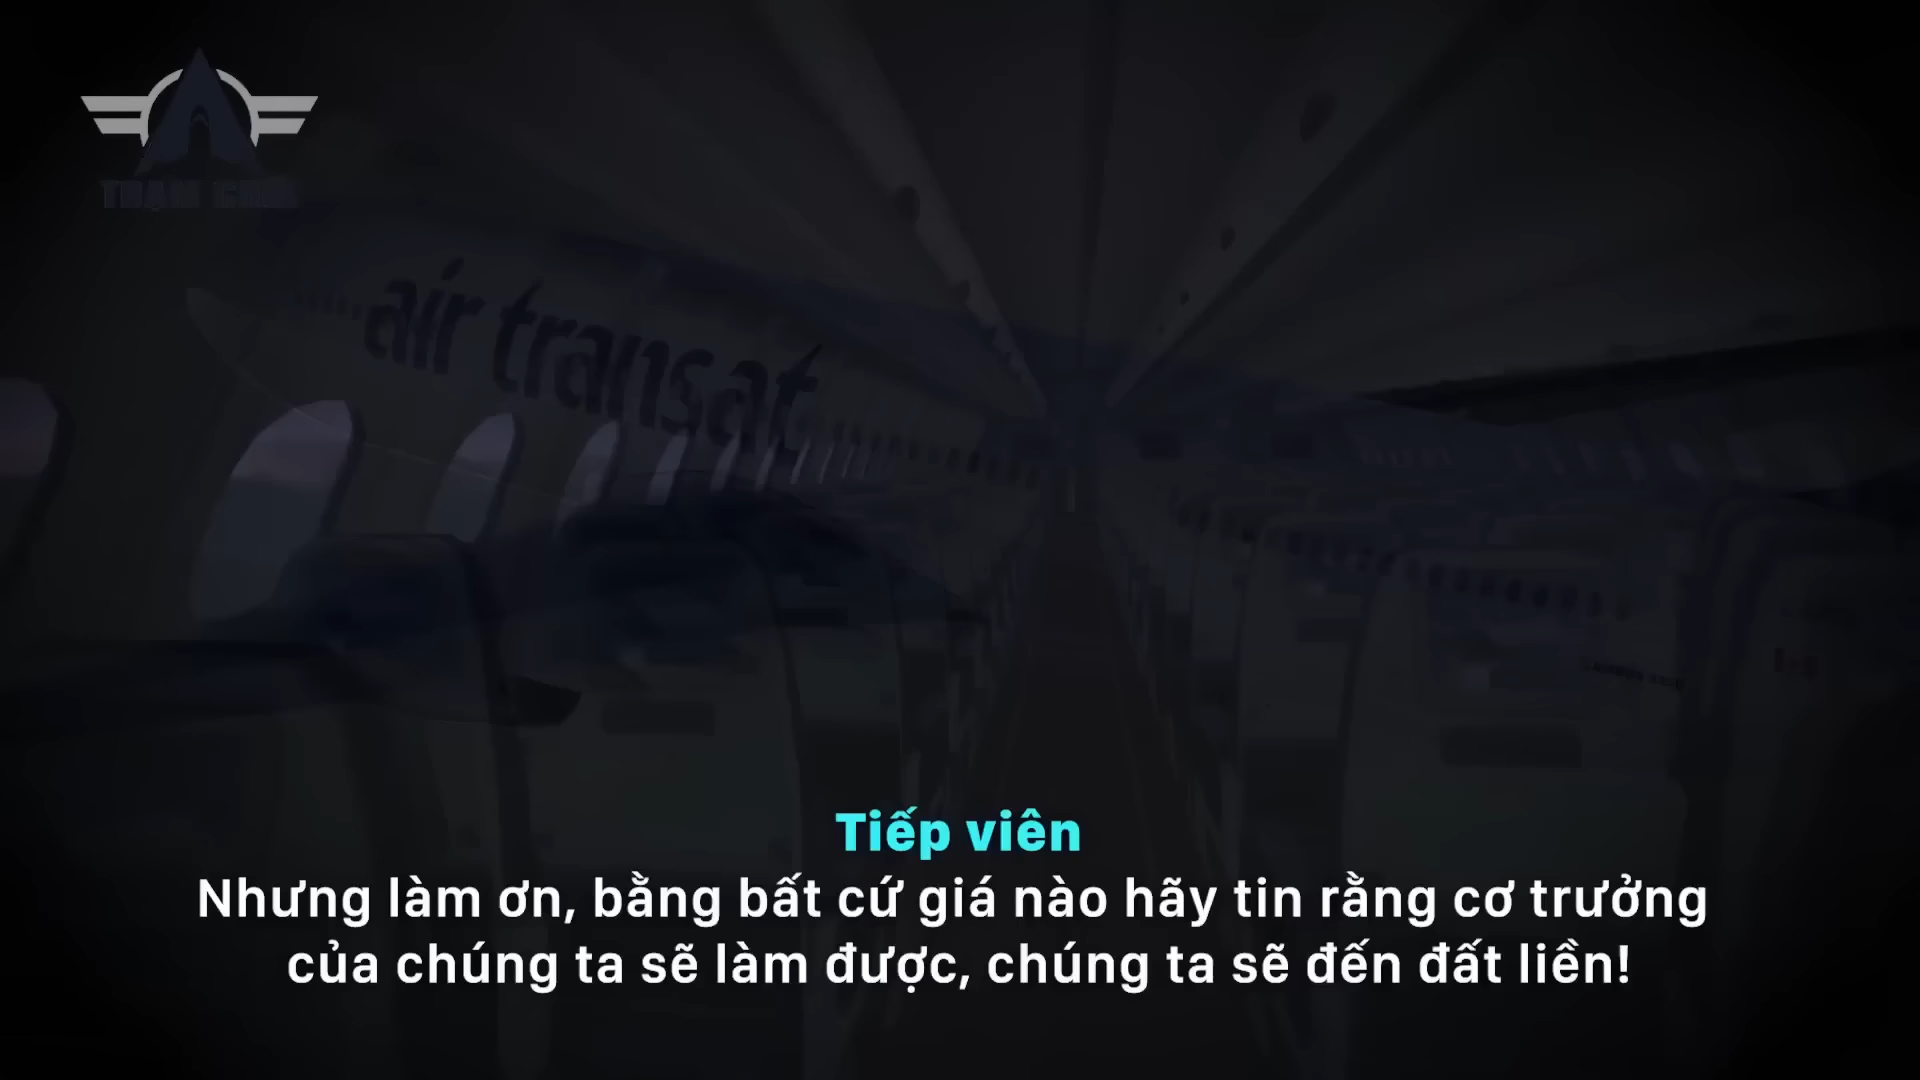 air transat
Tiếp viên
Nhưng làm ơn, bằng bất cứ giá nào hãy tin rằng cơ trưởng
của chúng ta sẽ làm được, chúng ta sẽ đến đất liền!